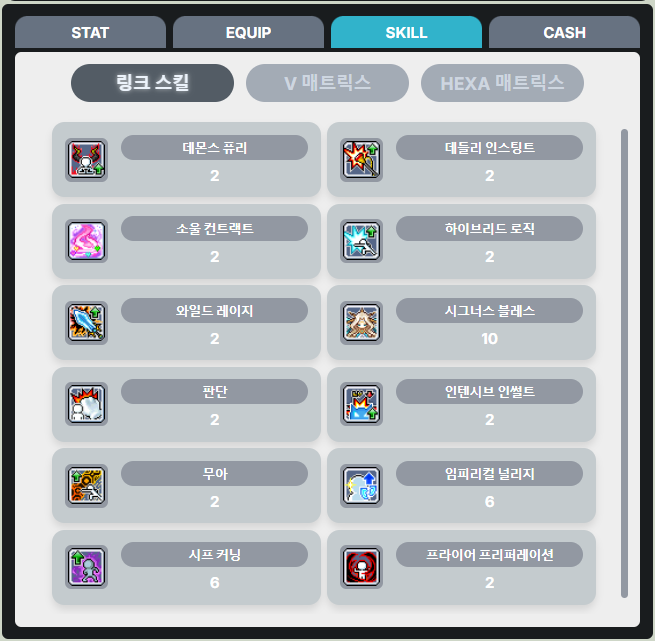 STAT EQUIP SKILL CASH
링크 스킬 V 매트릭스 HEXA 매트릭스
데몬스 퓨리 데들리 인스팅트
2 2
소울 컨트랙트 하이브리드 로직
2 2
와일드 레이지 시그너스 블레스
2 10
판단 인텐시브 인썰트
2 2
무아 임피리컬 널리지
2 6
시프 커닝 프라이어 프리퍼레이션
6 2